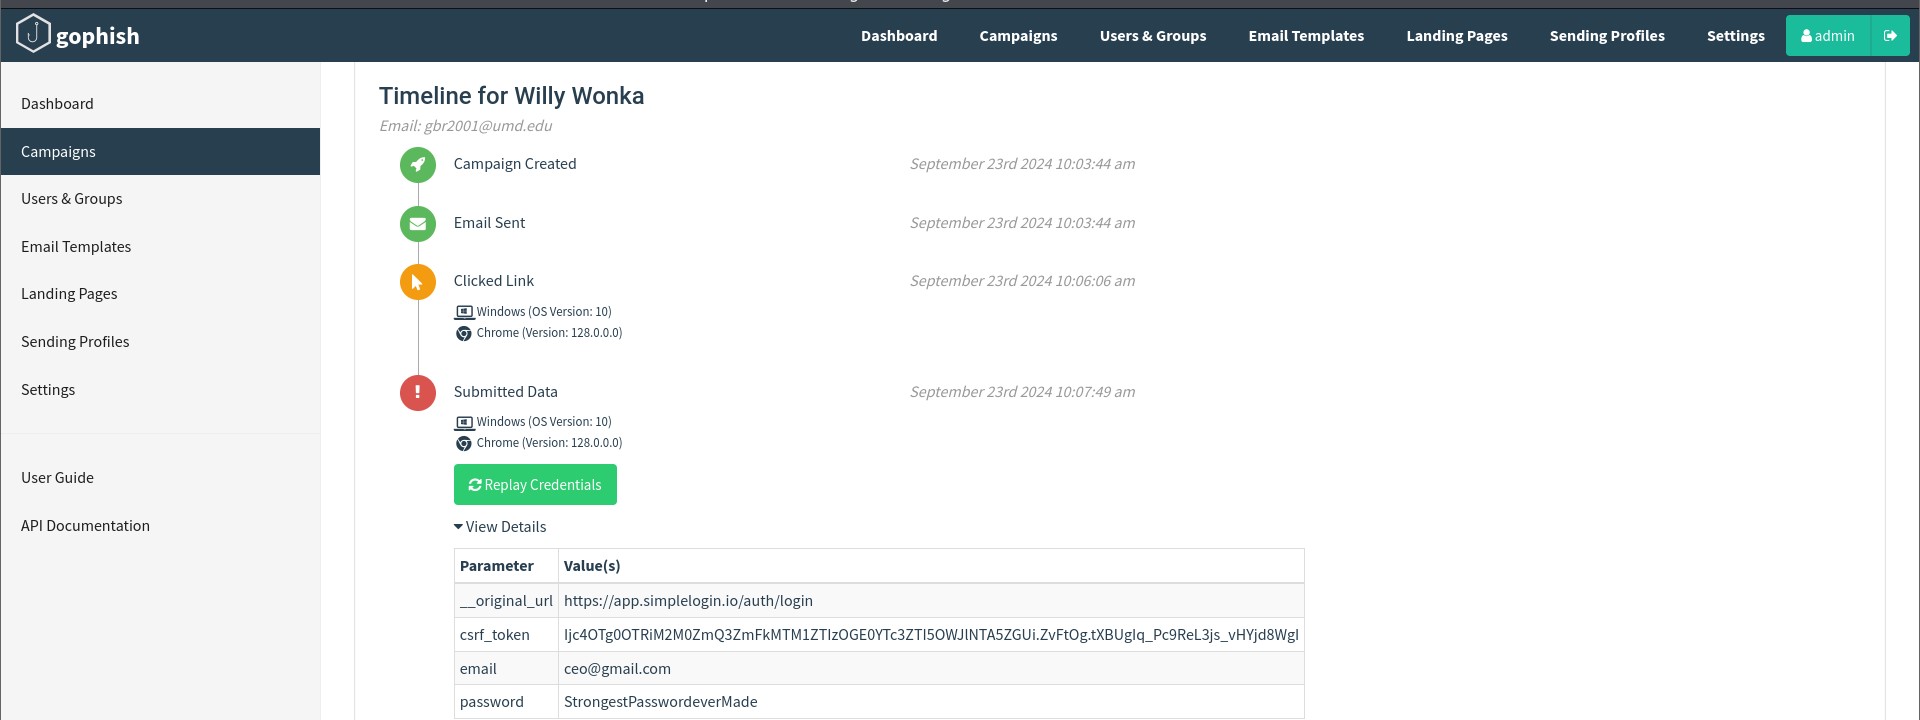 gophish
Dashboard Campaigns Users & Groups Email Templates Landing Pages Sending Profiles Settings admin
Dashboard
Campaigns
Users & Groups
Email Templates
Landing Pages
Sending Profiles
Settings
User Guide
API Documentation
Timeline for Willy Wonka
Email: gbr2001@umd.edu
Campaign Created September 23rd 2024 10:03:44 am
Email Sent September 23rd 2024 10:03:44 am
Clicked Link September 23rd 2024 10:06:06 am
Windows (OS Version: 10)
Chrome (Version: 128.0.0.0)
Submitted Data September 23rd 2024 10:07:49 am
Windows (OS Version: 10)
Chrome (Version: 128.0.0.0)
Replay Credentials
View Details
Parameter Value(s)
__original_url https://app.simplelogin.io/auth/login
csrf_token Ijc4OTg0OTRiM2M0ZmQ3ZmFkMTM1ZTIzOGE0YTc3ZTI5OWJlNTA5ZGUi.ZvFtOg.tXBUgIq_Pc9ReL3js_vHYjd8WgI
email ceo@gmail.com
password StrongestPasswordeverMade